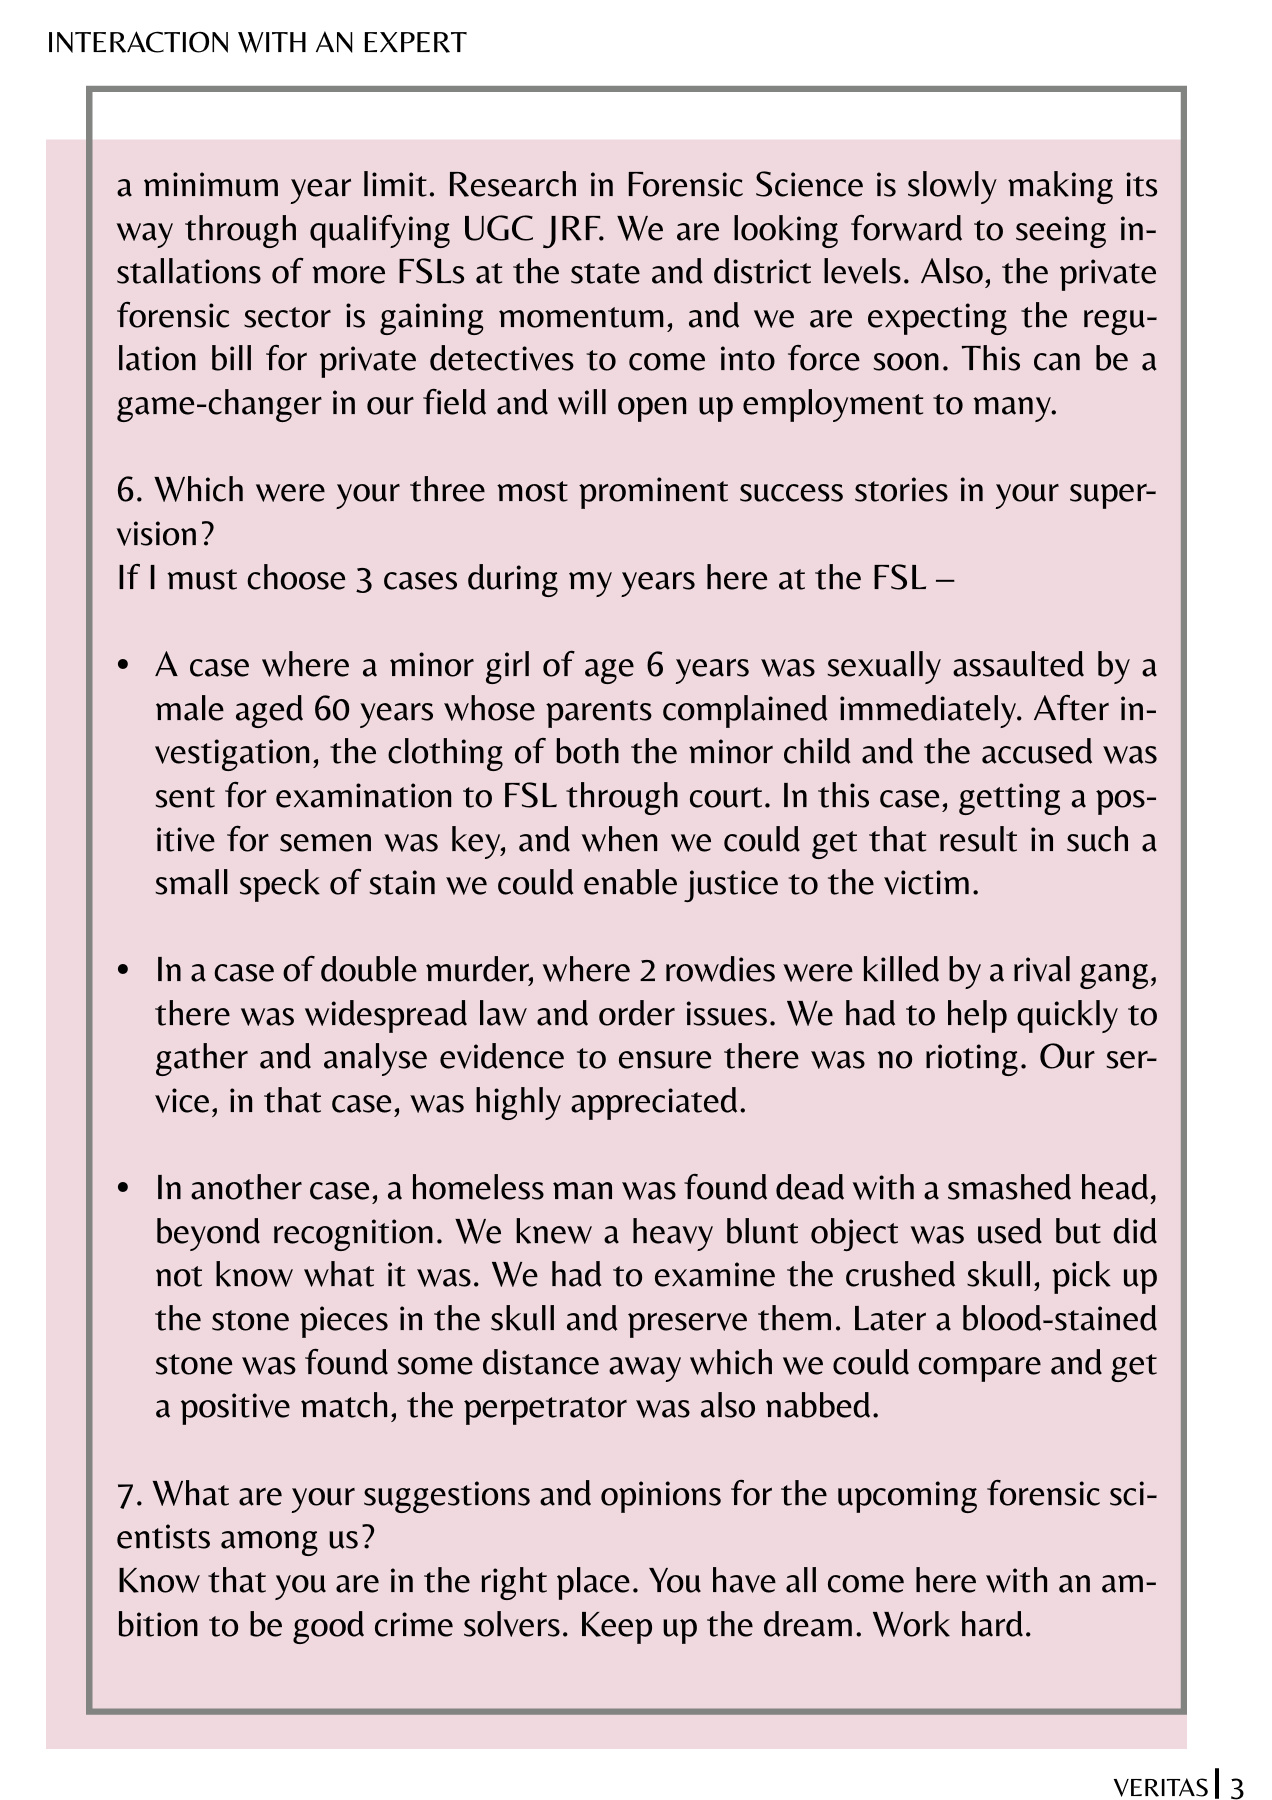 INTERACTION WITH AN EXPERT
a minimum year limit. Research in Forensic Science is slowly making its
way through qualifying UGC JRF. We are looking forward to seeing in-
stallations of more FSLs at the state and district levels. Also, the private
forensic sector is gaining momentum, and we are expecting the regu-
lation bill for private detectives to come into force soon. This can be a
game-changer in our field and will open up employment to many.
6. Which were your three most prominent success stories in your super-
vision?
If I must choose 3 cases during my years here at the FSL –
• A case where a minor girl of age 6 years was sexually assaulted by a
male aged 60 years whose parents complained immediately. After in-
vestigation, the clothing of both the minor child and the accused was
sent for examination to FSL through court. In this case, getting a pos-
itive for semen was key, and when we could get that result in such a
small speck of stain we could enable justice to the victim.
• In a case of double murder, where 2 rowdies were killed by a rival gang,
there was widespread law and order issues. We had to help quickly to
gather and analyse evidence to ensure there was no rioting. Our ser-
vice, in that case, was highly appreciated.
• In another case, a homeless man was found dead with a smashed head,
beyond recognition. We knew a heavy blunt object was used but did
not know what it was. We had to examine the crushed skull, pick up
the stone pieces in the skull and preserve them. Later a blood-stained
stone was found some distance away which we could compare and get
a positive match, the perpetrator was also nabbed.
7. What are your suggestions and opinions for the upcoming forensic sci-
entists among us?
Know that you are in the right place. You have all come here with an am-
bition to be good crime solvers. Keep up the dream. Work hard.
VERITAS | 3